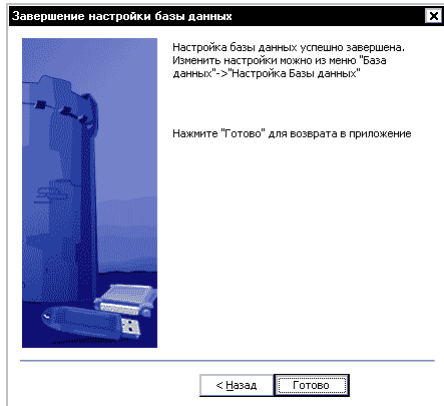 Завершение настройки базы данных
Настройка базы данных успешно завершена.
Изменить настройки можно из меню "База
данных"->"Настройка Базы данных"
Нажмите "Готово" для возврата в приложение
< Назад
Готово